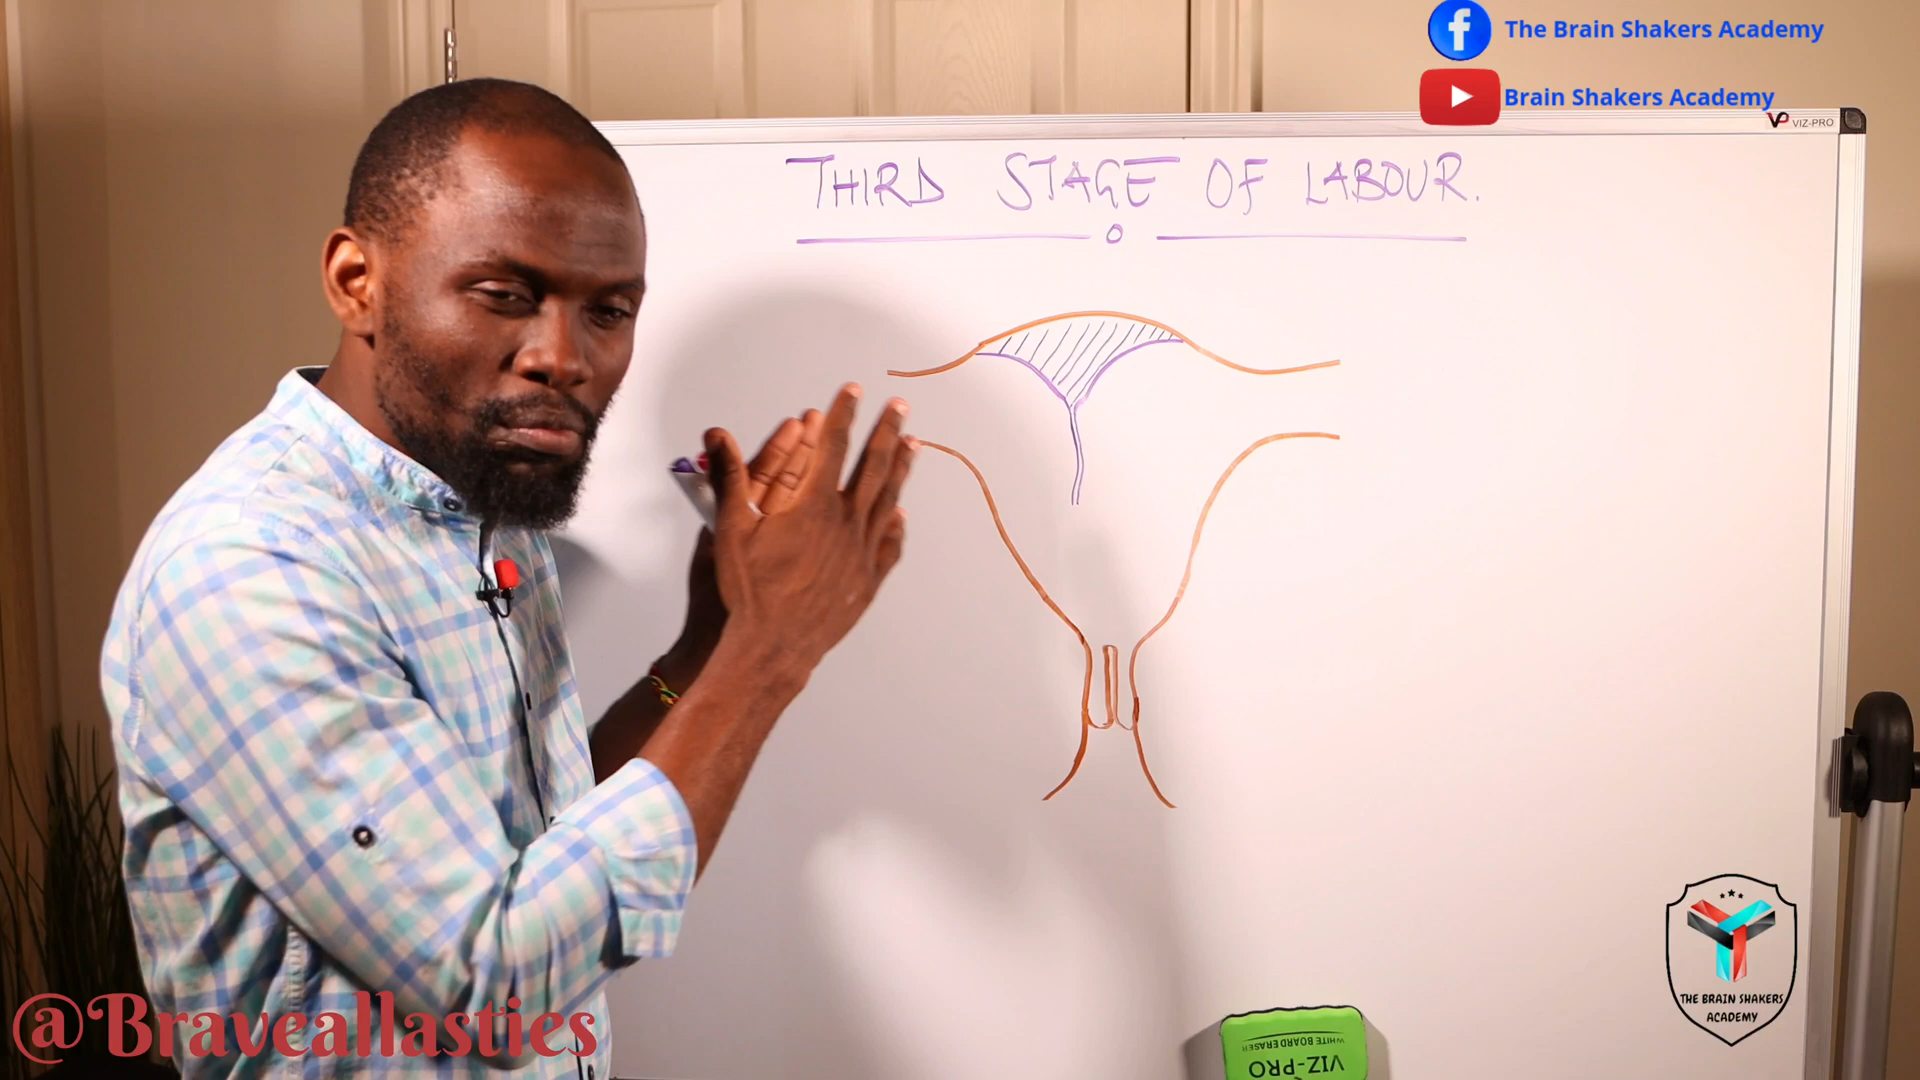 The Brain Shakers Academy
Brain Shakers Academy
VIZ-PRO
THIRD STAGE OF LABOUR.
THE BRAIN SHAKERS
ACADEMY
@Braveallasties
WHITE BOARD ERASER
VIZ-PRO